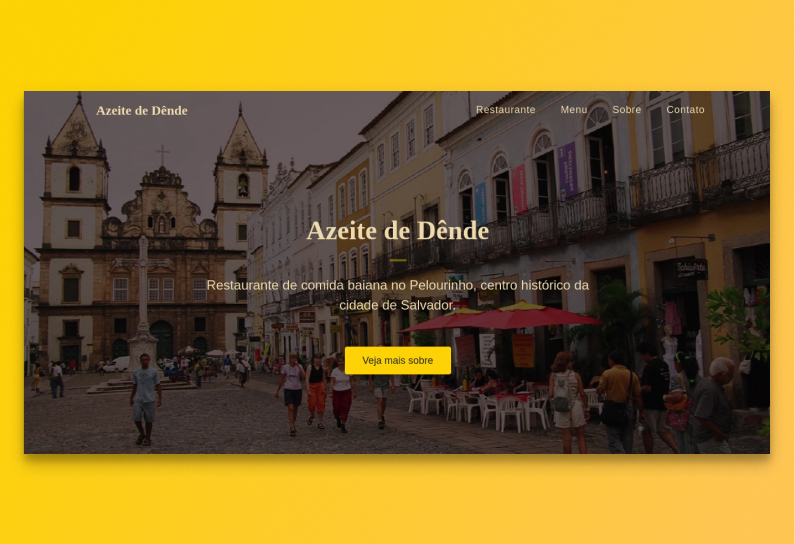 Azeite de Dênde
Restaurante Menu Sobre Contato
Azeite de Dênde
Restaurante de comida baiana no Pelourinho, centro histórico da
cidade de Salvador.
Veja mais sobre